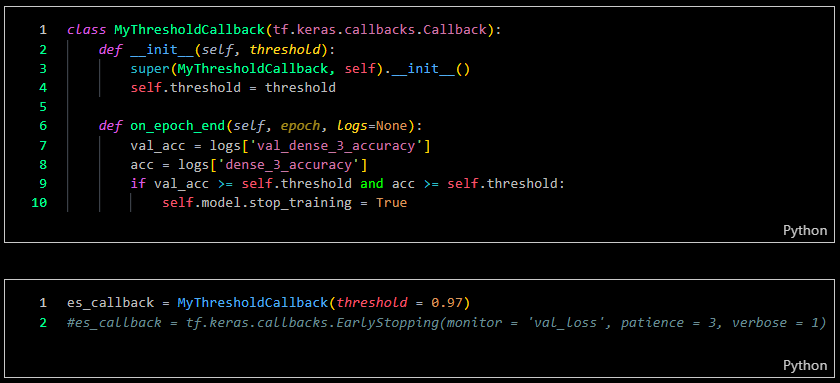 1 class MyThresholdCallback(tf.keras.callbacks.Callback):
2     def __init__(self, threshold):
3         super(MyThresholdCallback, self).__init__()
4         self.threshold = threshold
5
6     def on_epoch_end(self, epoch, logs=None):
7         val_acc = logs['val_dense_3_accuracy']
8         acc = logs['dense_3_accuracy']
9         if val_acc >= self.threshold and acc >= self.threshold:
10             self.model.stop_training = True
Python
1 es_callback = MyThresholdCallback(threshold = 0.97)
2 #es_callback = tf.keras.callbacks.EarlyStopping(monitor = 'val_loss', patience = 3, verbose = 1)
Python